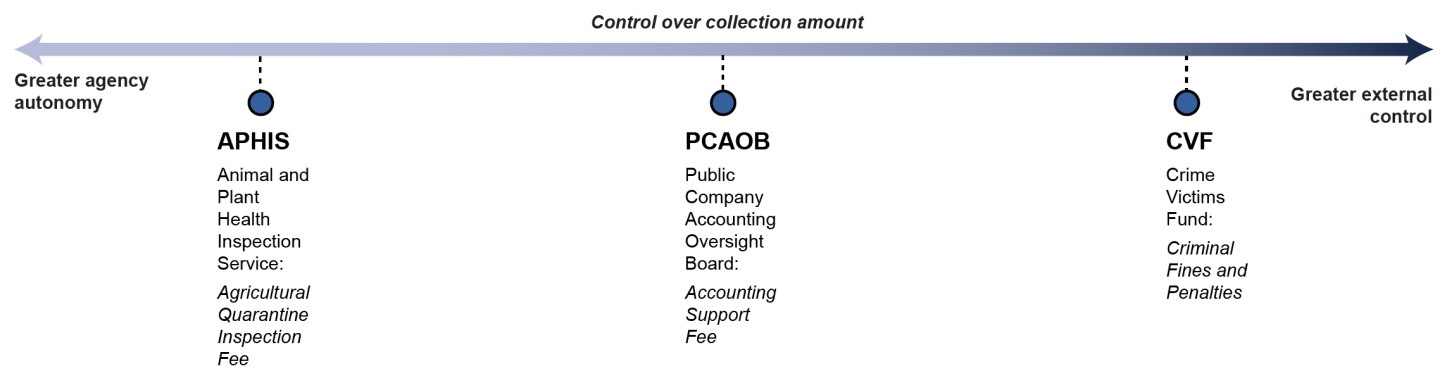 Control over collection amount
Greater agency
autonomy
Greater external
control
APHIS
Animal and
Plant
Health
Inspection
Service:
Agricultural
Quarantine
Inspection
Fee
PCAOB
Public
Company
Accounting
Oversight
Board:
Accounting
Support
Fee
CVF
Crime
Victims
Fund:
Criminal
Fines and
Penalties